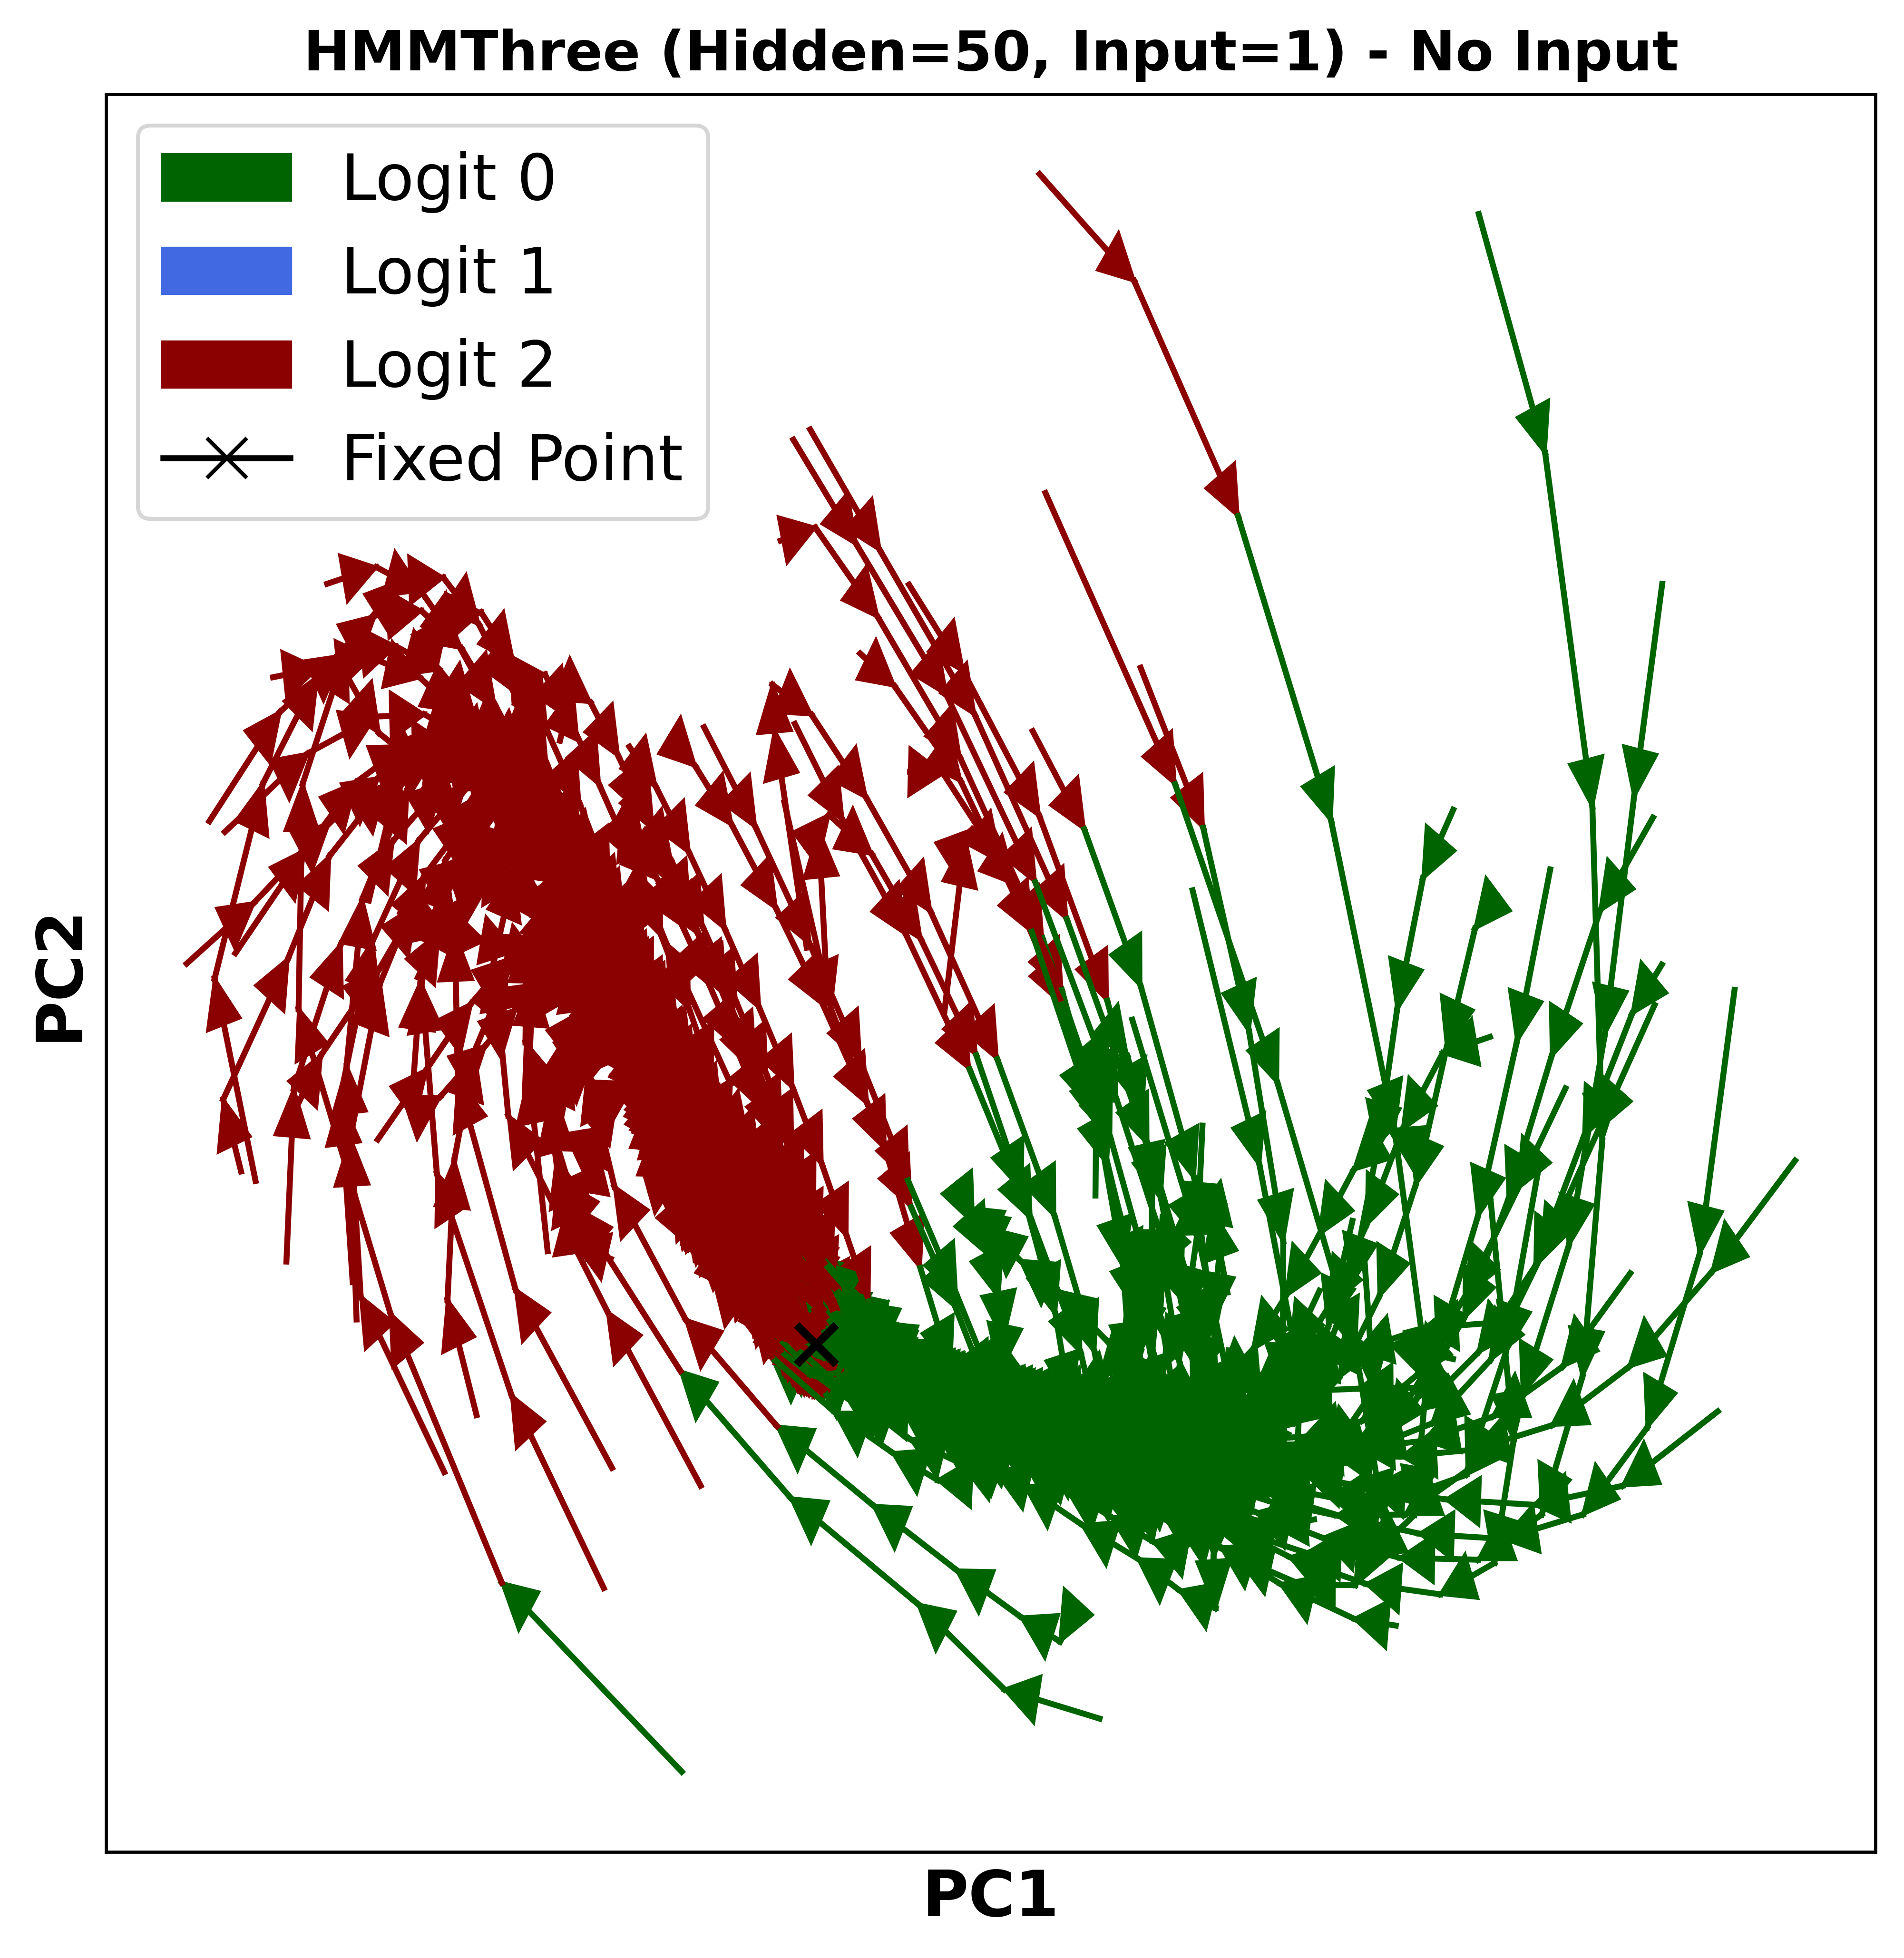 HMMThree (Hidden=50, Input=1) - No Input
Logit 0
Logit 1
Logit 2
Fixed Point
PC2
PC1